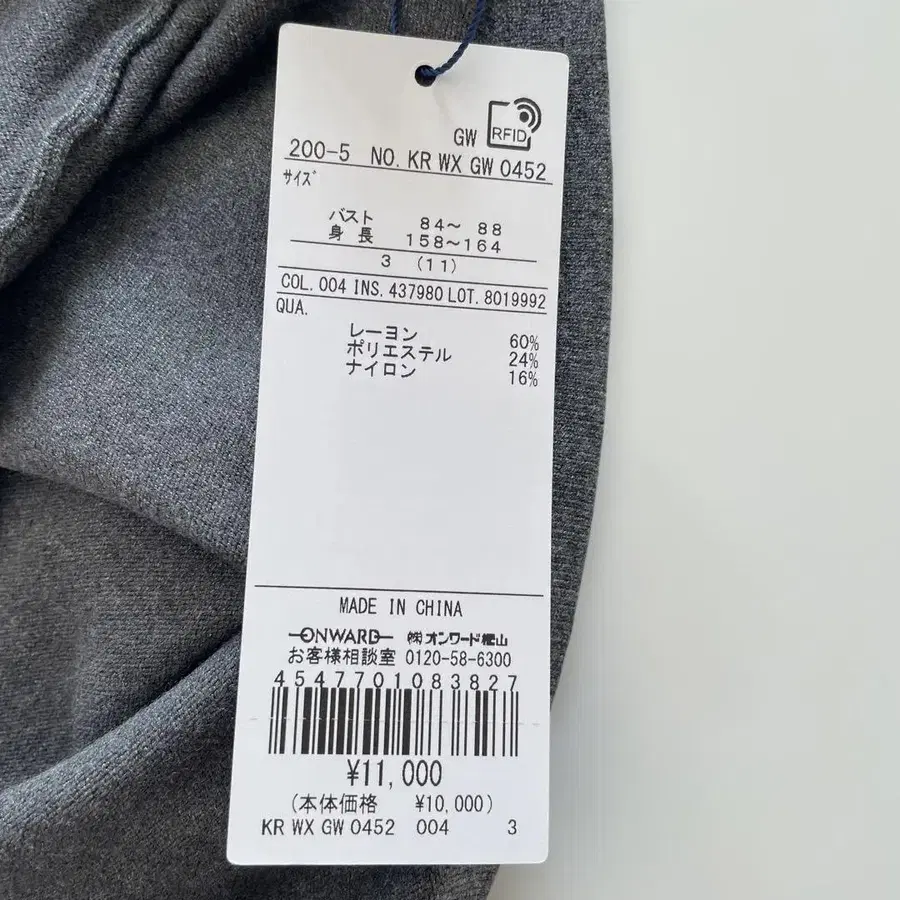 GW RFID
200-5 NO. KR WX GW 0452
ｻｲｽﾞ
バスト 84～ 88
身 長 158～164
3 (11)
COL. 004 INS. 437980 LOT. 8019992
QUA.
レーヨン 60%
ポリエステル 24%
ナイロン 16%
MADE IN CHINA
ONWARD ㈱オンワード樫山
お客様相談室 0120-58-6300
4547701083827
¥11,000
(本体価格 ¥10,000)
KR WX GW 0452 004 3